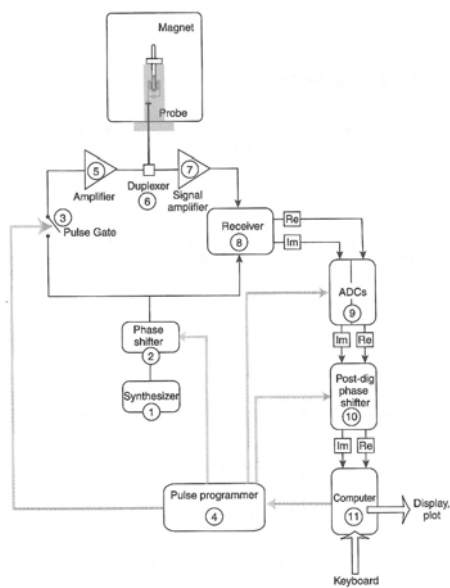 Magnet
Probe
5
Amplifier
Duplexer
6
7
Signal
amplifier
3
Pulse Gate
Receiver
8
Re
Im
ADCs
9
Im
Re
Phase
shifter
2
Synthesizer
1
Post-dig
phase
shifter
10
Im
Re
Pulse programmer
4
Computer
11
Display,
plot
Keyboard